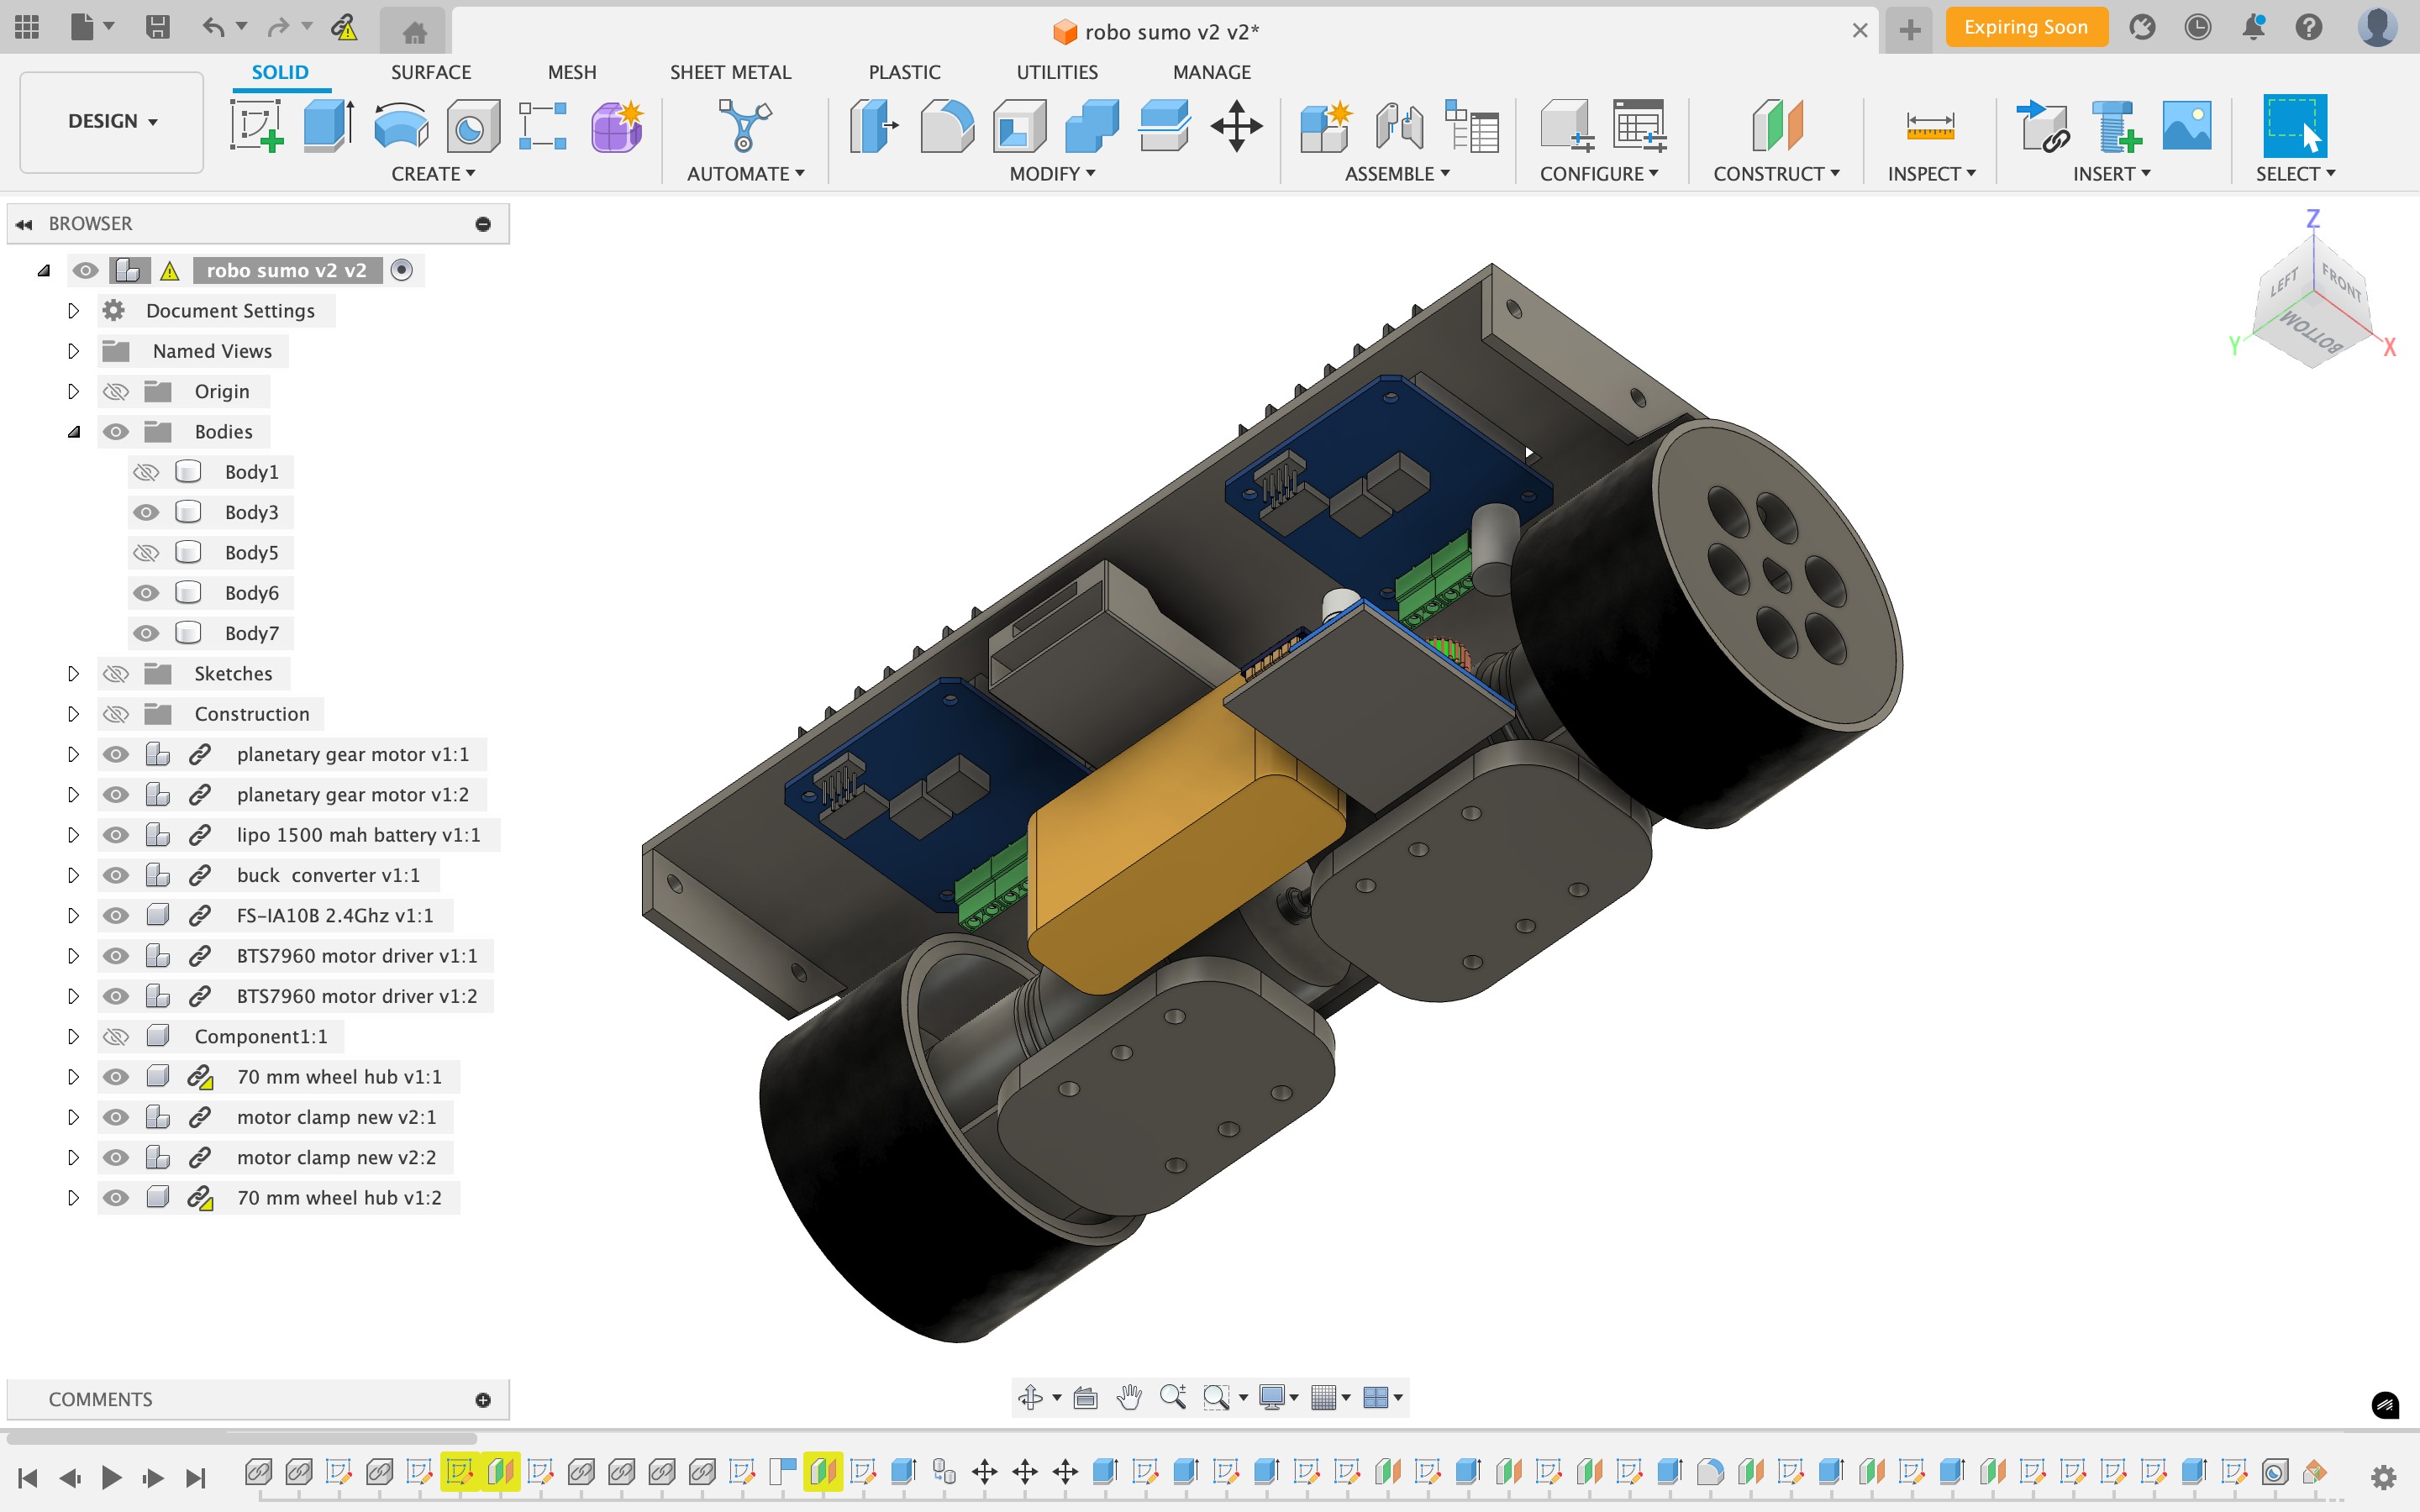 robo sumo v2 v2*
Expiring Soon
DESIGN
SOLID
SURFACE
MESH
SHEET METAL
PLASTIC
UTILITIES
MANAGE
CREATE
AUTOMATE
MODIFY
ASSEMBLE
CONFIGURE
CONSTRUCT
INSPECT
INSERT
SELECT
BROWSER
robo sumo v2 v2
Document Settings
Named Views
Origin
Bodies
Body1
Body3
Body5
Body6
Body7
Sketches
Construction
planetary gear motor v1:1
planetary gear motor v1:2
lipo 1500 mah battery v1:1
buck  converter v1:1
FS-IA10B 2.4Ghz v1:1
BTS7960 motor driver v1:1
BTS7960 motor driver v1:2
Component1:1
70 mm wheel hub v1:1
motor clamp new v2:1
motor clamp new v2:2
70 mm wheel hub v1:2
Z
LEFT
FRONT
BOTTOM
Y
X
COMMENTS